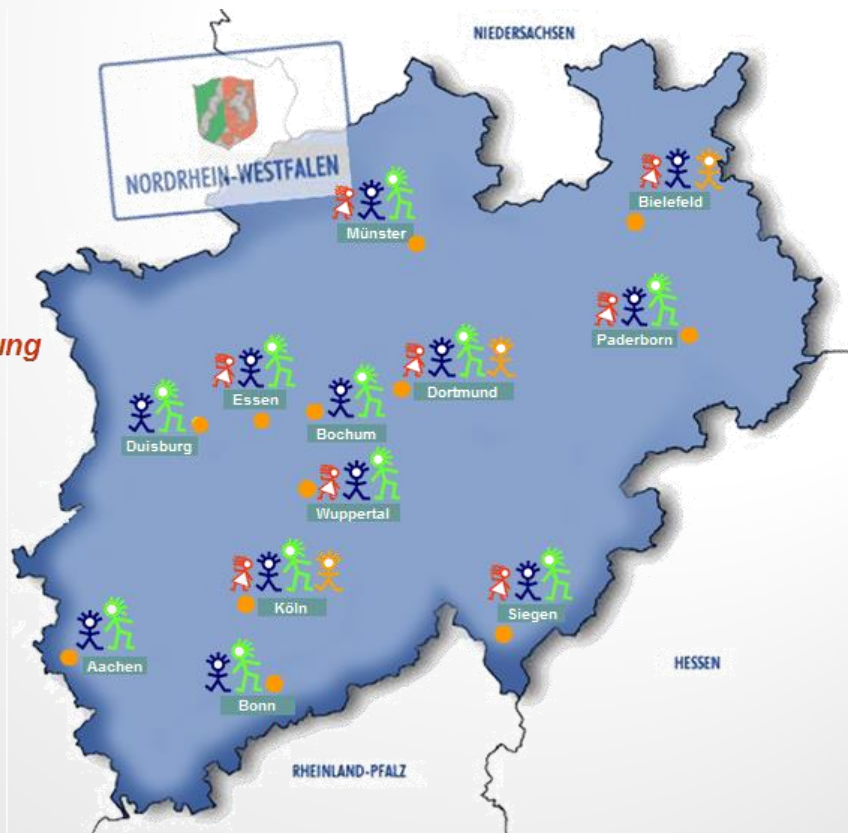 NIEDERSACHSEN
NORDRHEIN-WESTFALEN
Bielefeld
Münster
Paderborn
ung
Essen
Dortmund
Bochum
Duisburg
Wuppertal
Köln
Siegen
Aachen
HESSEN
Bonn
RHEINLAND-PFALZ